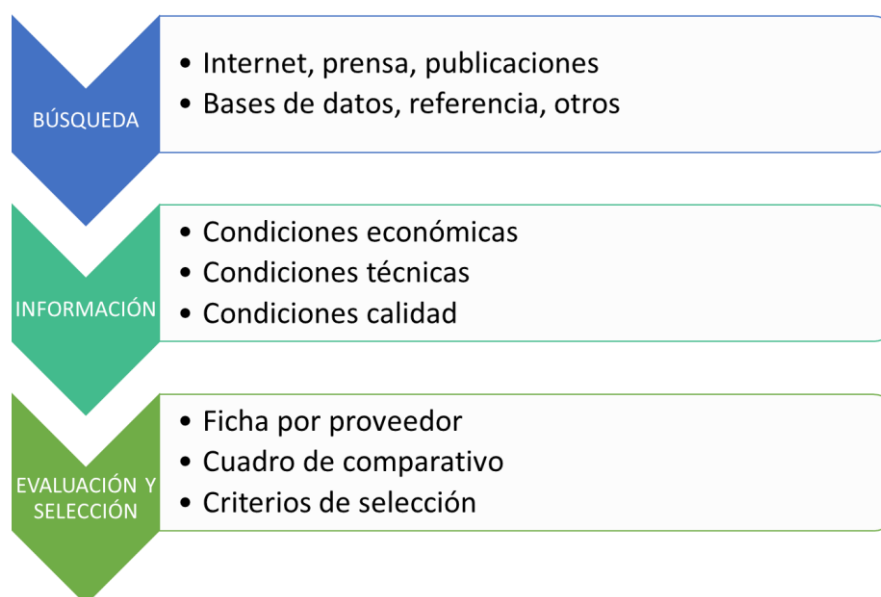 BÚSQUEDA
• Internet, prensa, publicaciones
• Bases de datos, referencia, otros
INFORMACIÓN
• Condiciones económicas
• Condiciones técnicas
• Condiciones calidad
EVALUACIÓN Y
SELECCIÓN
• Ficha por proveedor
• Cuadro de comparativo
• Criterios de selección